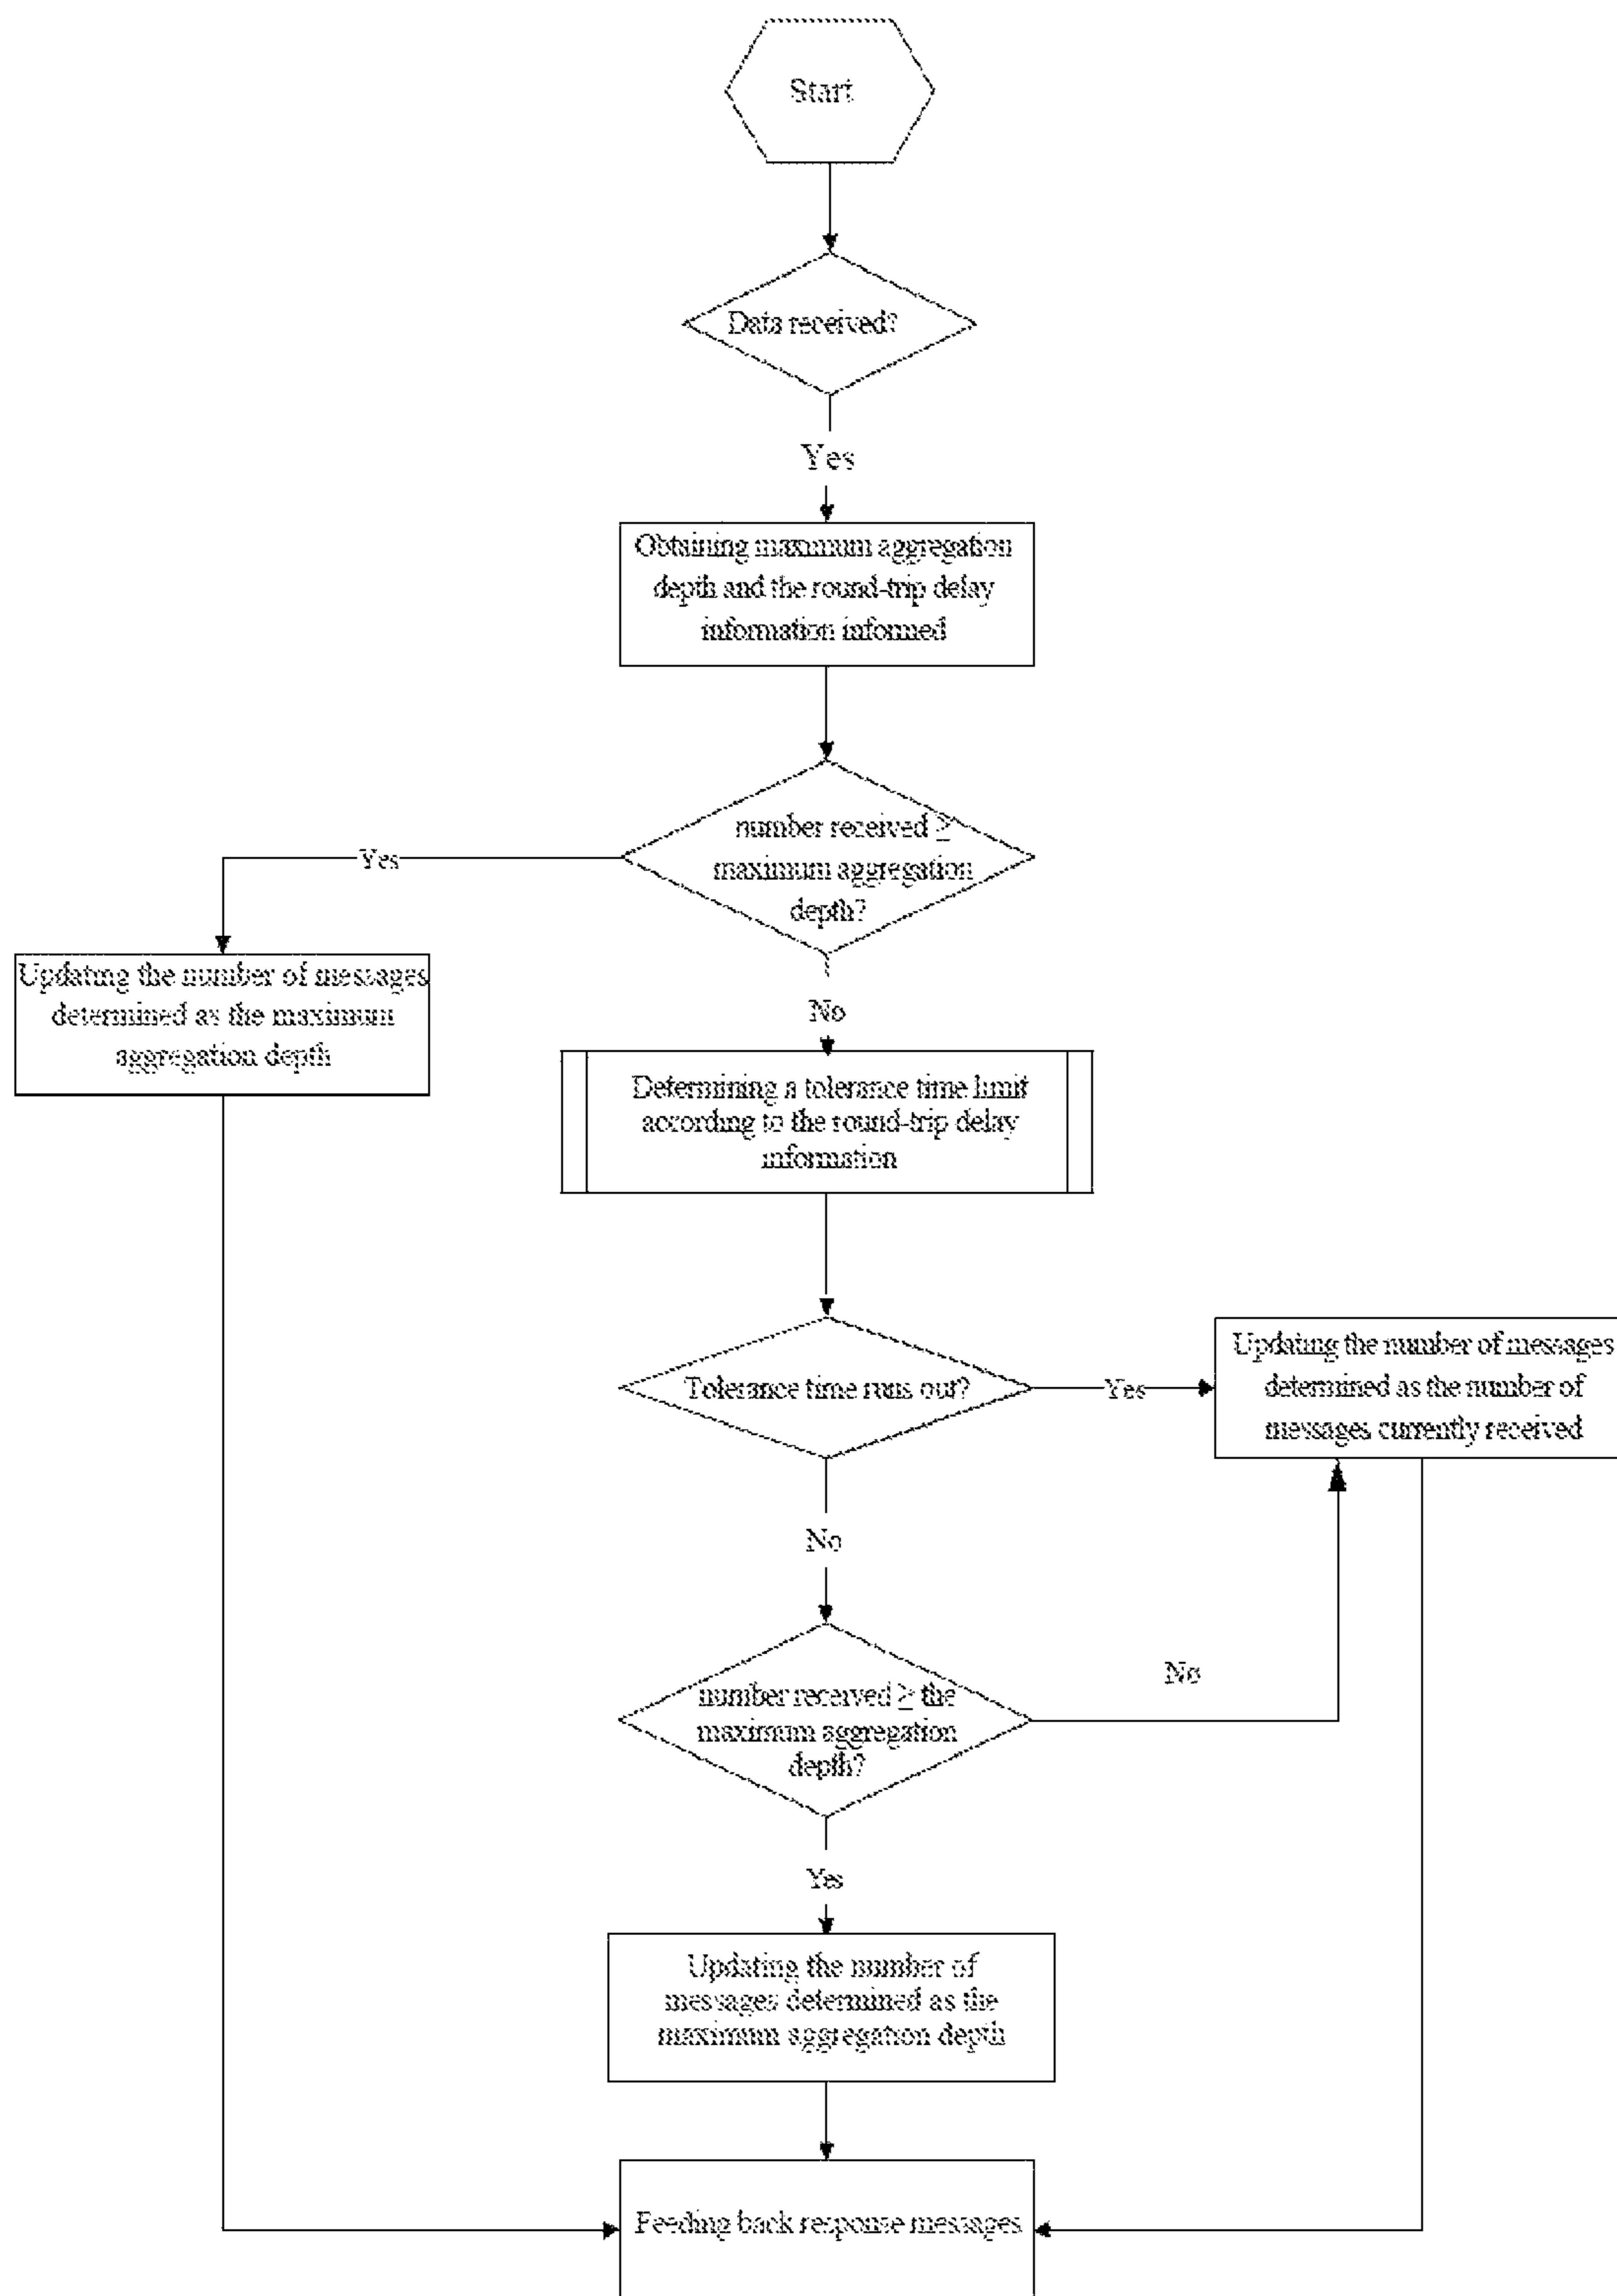 Start
Data received?
Yes
Obtaining maximum aggregation
depth and the round-trip delay
information informed
number received ≥
maximum aggregation
depth?
Yes
Updating the number of messages
determined as the maximum
aggregation depth
No
Determining a tolerance time limit
according to the round-trip delay
information
Tolerance time runs out?
Yes
Updating the number of messages
determined as the number of
messages currently received
No
number received ≥ the
maximum aggregation
depth?
No
Yes
Updating the number of
messages determined as the
maximum aggregation depth
Feeding back response messages